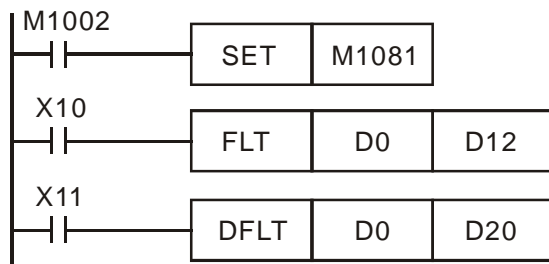 M1002
SET M1081
X10
FLT D0 D12
X11
DFLT D0 D20